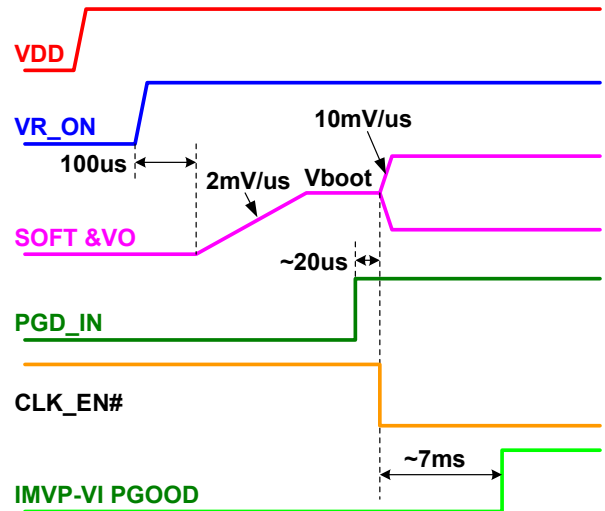 VDD
VR_ON
100us
10mV/us
2mV/us
Vboot
SOFT &VO
~20us
PGD_IN
CLK_EN#
~7ms
IMVP-VI PGOOD